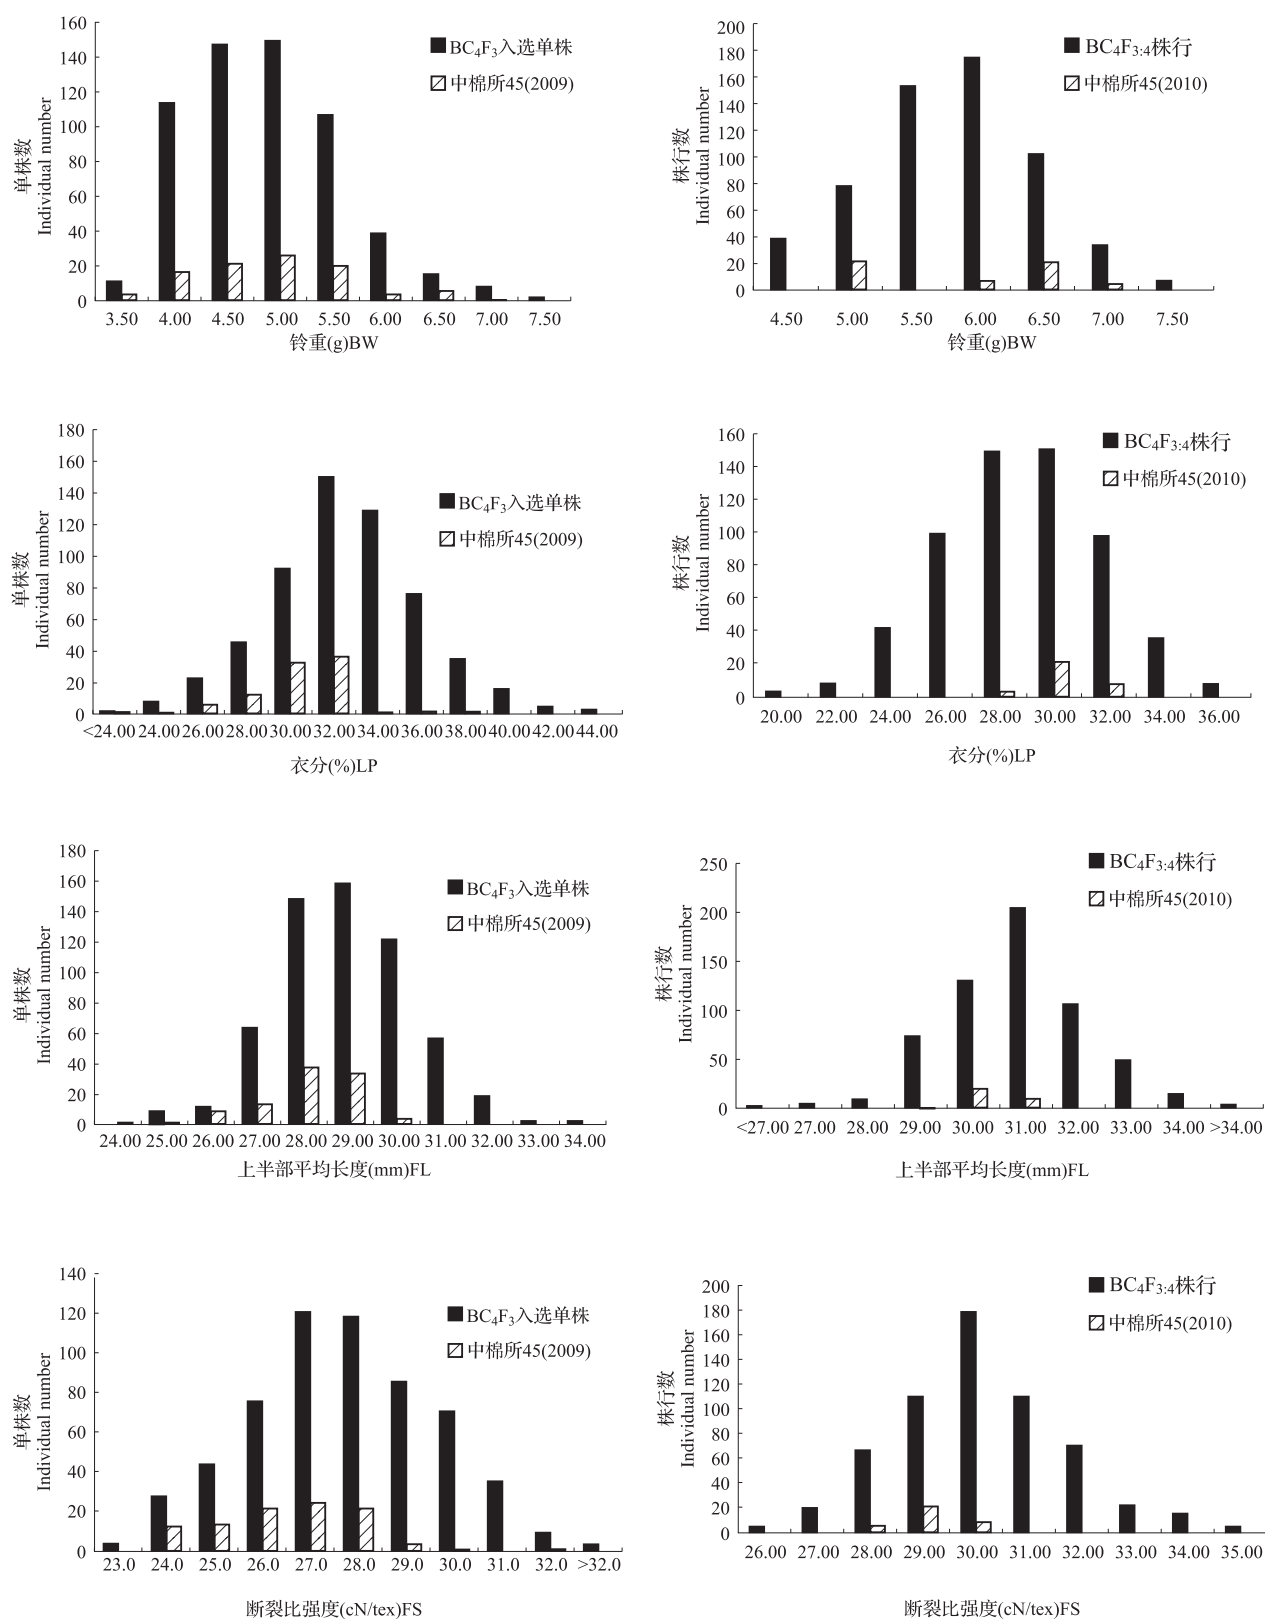 160
140
120
100
80
60
40
20
0
单株数
Individual number
BC₄F₃入选单株
中棉所45(2009)
3.50 4.00 4.50 5.00 5.50 6.00 6.50 7.00 7.50
铃重(g)BW
200
180
160
140
120
100
80
60
40
20
0
株行数
Individual number
BC₄F₃:₄株行
中棉所45(2010)
4.50 5.00 5.50 6.00 6.50 7.00 7.50
铃重(g)BW
180
160
140
120
100
80
60
40
20
0
单株数
Individual number
BC₄F₃入选单株
中棉所45(2009)
<24.00 24.00 26.00 28.00 30.00 32.00 34.00 36.00 38.00 40.00 42.00 44.00
衣分(%)LP
160
140
120
100
80
60
40
20
0
株行数
Individual number
BC₄F₃:₄株行
中棉所45(2010)
20.00 22.00 24.00 26.00 28.00 30.00 32.00 34.00 36.00
衣分(%)LP
180
160
140
120
100
80
60
40
20
0
单株数
Individual number
BC₄F₃入选单株
中棉所45(2009)
24.00 25.00 26.00 27.00 28.00 29.00 30.00 31.00 32.00 33.00 34.00
上半部平均长度(mm)FL
250
200
150
100
50
0
株行数
Individual number
BC₄F₃:₄株行
中棉所45(2010)
<27.00 27.00 28.00 29.00 30.00 31.00 32.00 33.00 34.00 >34.00
上半部平均长度(mm)FL
140
120
100
80
60
40
20
0
单株数
Individual number
BC₄F₃入选单株
中棉所45(2009)
23.0 24.0 25.0 26.0 27.0 28.0 29.0 30.0 31.0 32.0 >32.0
断裂比强度(cN/tex)FS
200
180
160
140
120
100
80
60
40
20
0
株行数
Individual number
BC₄F₃:₄株行
中棉所45(2010)
26.00 27.00 28.00 29.00 30.00 31.00 32.00 33.00 34.00 35.00
断裂比强度(cN/tex)FS